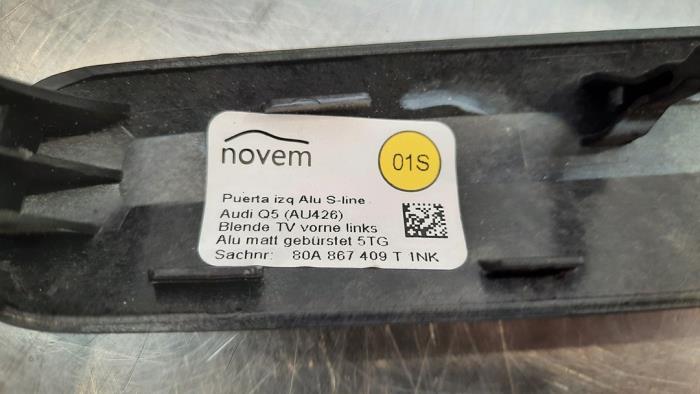 novem
01S
Puerta izq Alu S-line
Audi Q5 (AU426)
Blende TV vorne links
Alu matt gebürstet 5TG
Sachnr: 80A 867 409 T 1NK